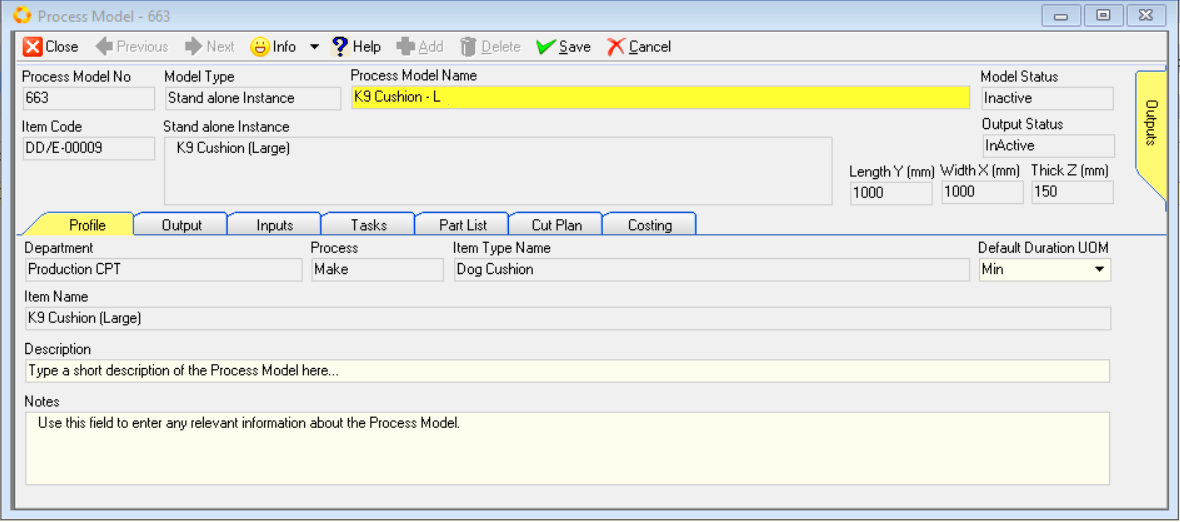 Process Model - 663
Close Previous Next Info Help Add Delete Save Cancel
Process Model No Model Type Process Model Name Model Status
663 Stand alone Instance K9 Cushion - L Inactive
Item Code Stand alone Instance Output Status
DD/E-00009 K9 Cushion (Large) InActive
Length Y (mm) Width X (mm) Thick Z (mm)
1000 1000 150
Outputs
Profile Output Inputs Tasks Part List Cut Plan Costing
Department Process Item Type Name Default Duration UOM
Production CPT Make Dog Cushion Min
Item Name
K9 Cushion (Large)
Description
Type a short description of the Process Model here...
Notes
Use this field to enter any relevant information about the Process Model.